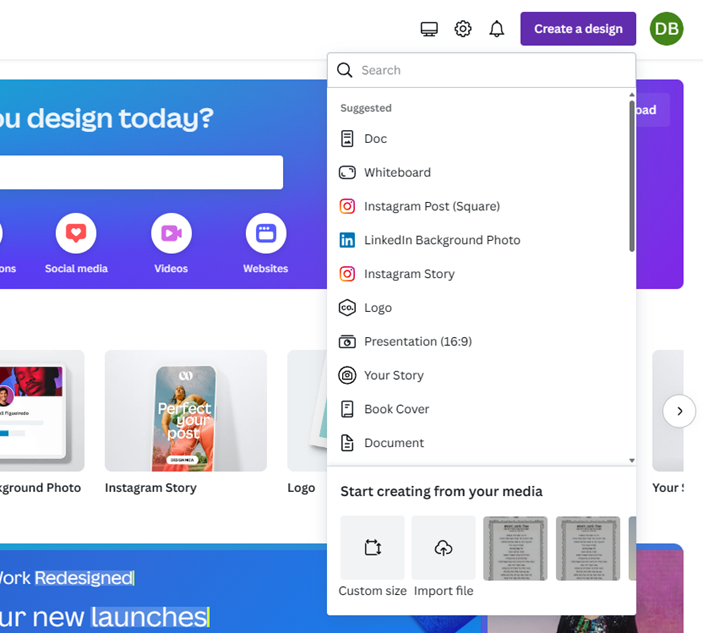 Create a design
DB
Search
ou design today?
oad
Suggested
Doc
Whiteboard
Instagram Post (Square)
LinkedIn Background Photo
Instagram Story
Logo
Presentation (16:9)
Your Story
Book Cover
Document
ons
Social media
Videos
Websites
Perfect
your
post
kground Photo
Instagram Story
Logo
Your S
Start creating from your media
Custom size
Import file
Work Redesigned
ur new launches